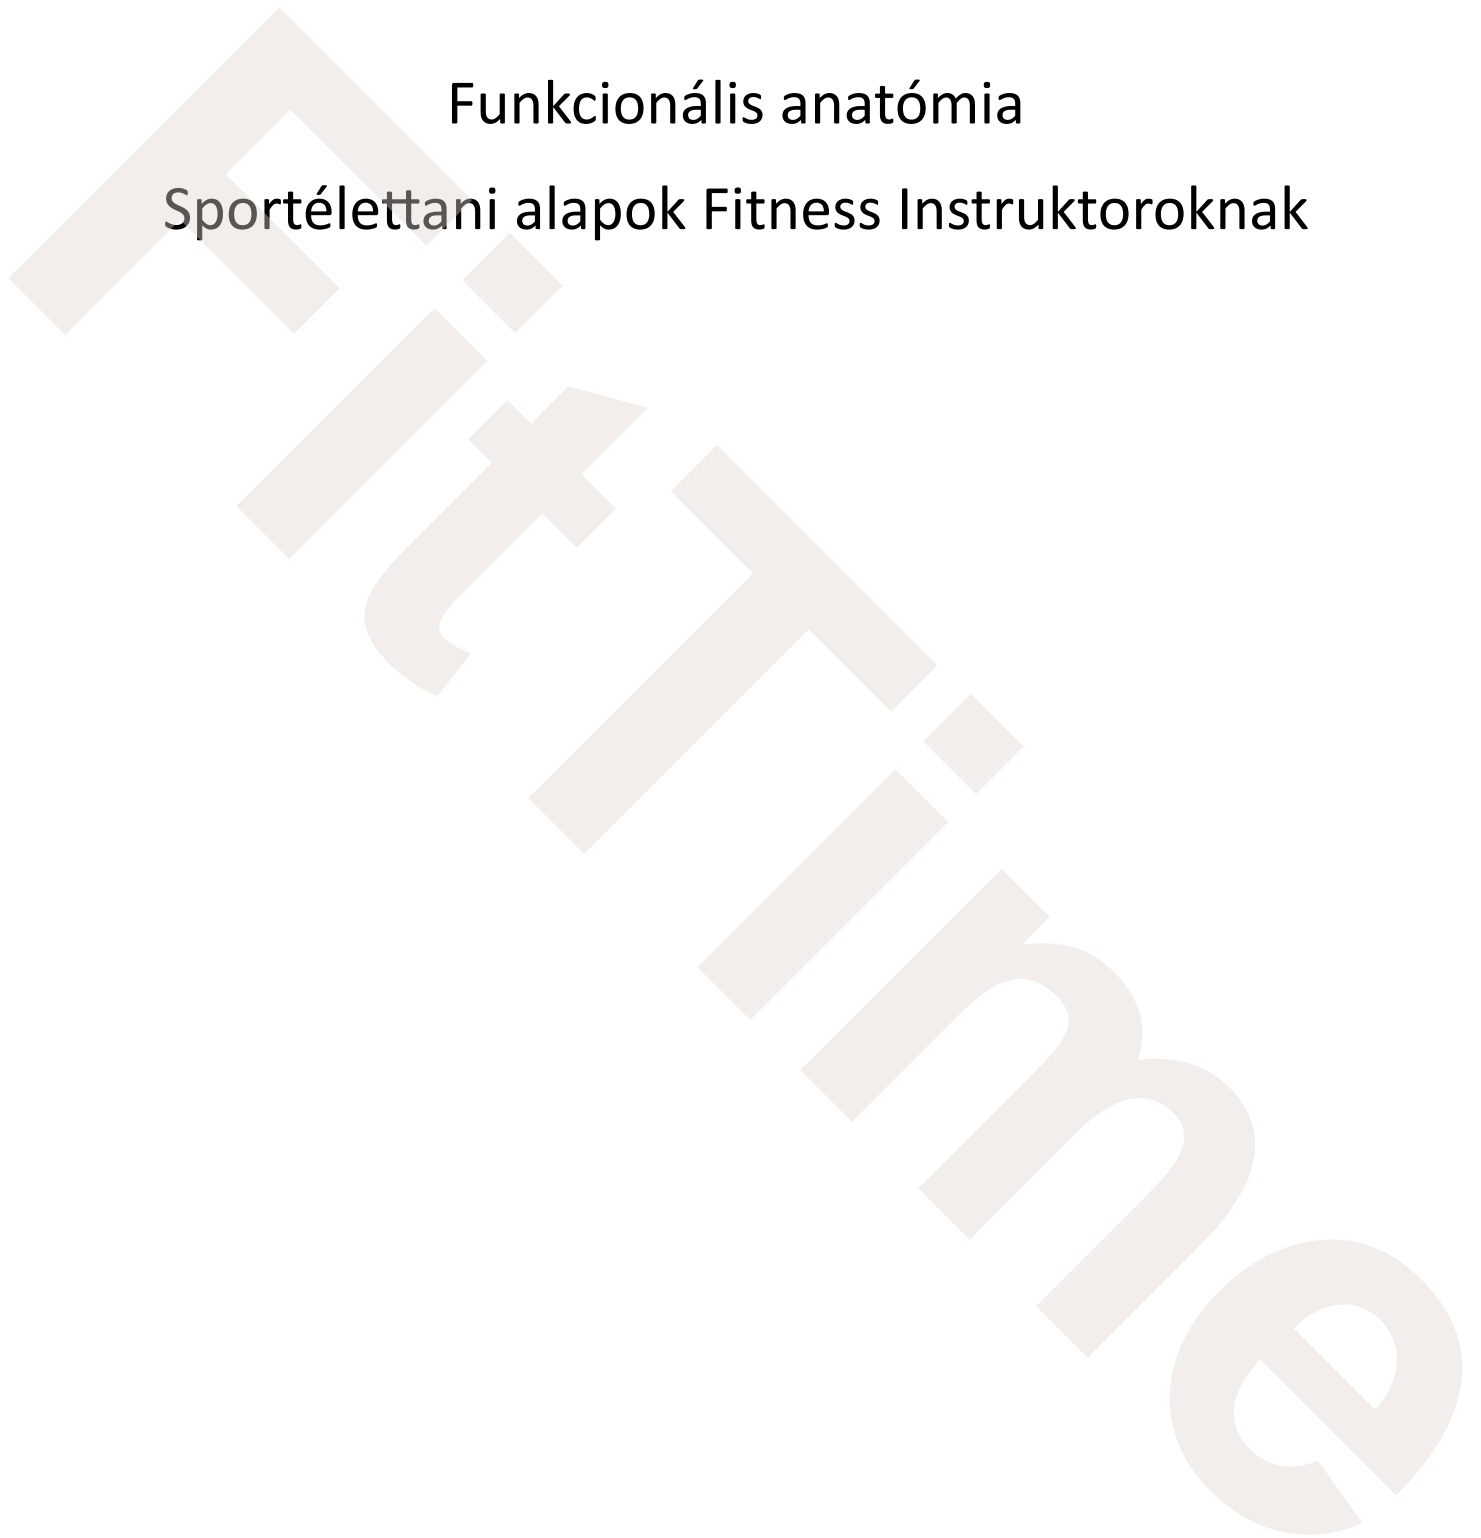 Funkcionális anatómia
Sportélettani alapok Fitness Instruktoroknak
FitTime